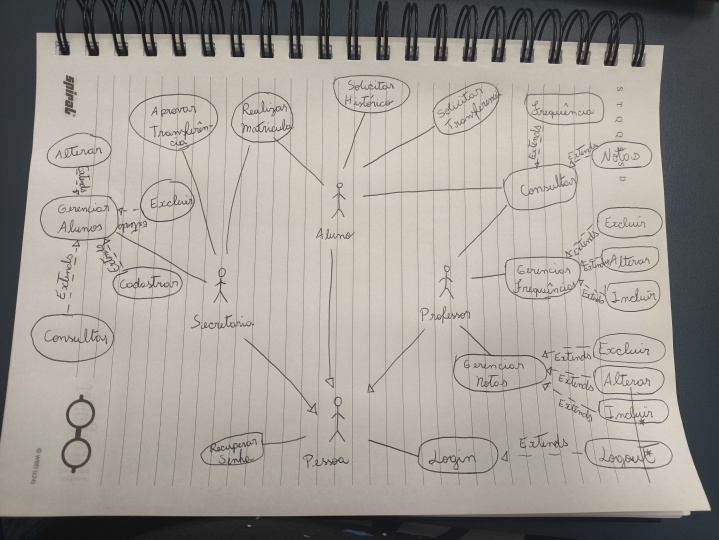 spiral
Solicitar
Histórico
Solicitar
Transferência
Aprovar
Transferên-
cia
Realizar
Matrícula
Frequência
S T Q Q S S D
Alterar
Extends
Extends
Notas
Excluir
Consultar
Gerenciar
Alunos
Extends
Extends
Aluno
Excluir
Extends
Extends
Gerenciar
Frequência
Extends
Alterar
Cadastrar
Extends
Incluir
Extends
Secretaria
Professor
Consultar
Extends
Excluir
Gerenciar
Notas
Extends
Alterar
Extends
Incluir
*
Recuperar
Senha
Pessoa
Login
Extends
Logout*